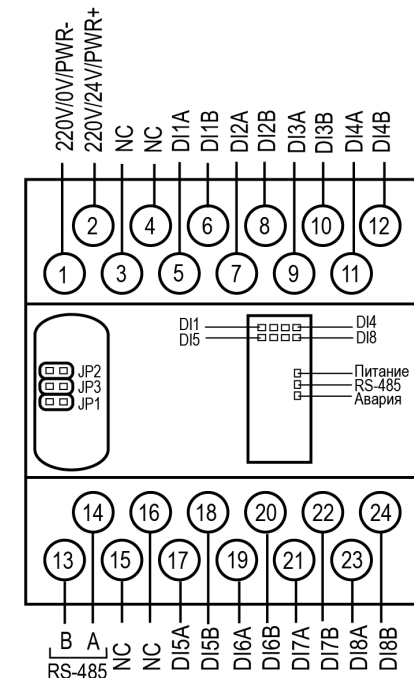 220V/0V/PWR-
220V/24V/PWR+
NC
NC
DI1A
DI1B
DI2A
DI2B
DI3A
DI3B
DI4A
DI4B
2
4
6
8
10
12
1
3
5
7
9
11
DI1
DI4
DI5
DI8
JP2
JP3
JP1
Питание
RS-485
Авария
14
16
18
20
22
24
13
15
17
19
21
23
B
A
RS-485
NC
NC
DI5A
DI5B
DI6A
DI6B
DI7A
DI7B
DI8A
DI8B